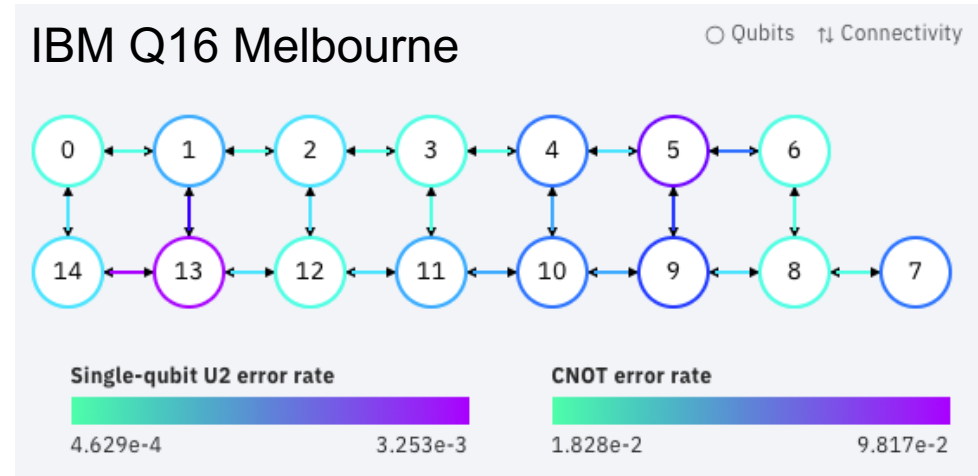 IBM Q16 Melbourne
Qubits Connectivity
0 1 2 3 4 5 6
14 13 12 11 10 9 8 7
Single-qubit U2 error rate CNOT error rate
4.629e-4 3.253e-3 1.828e-2 9.817e-2